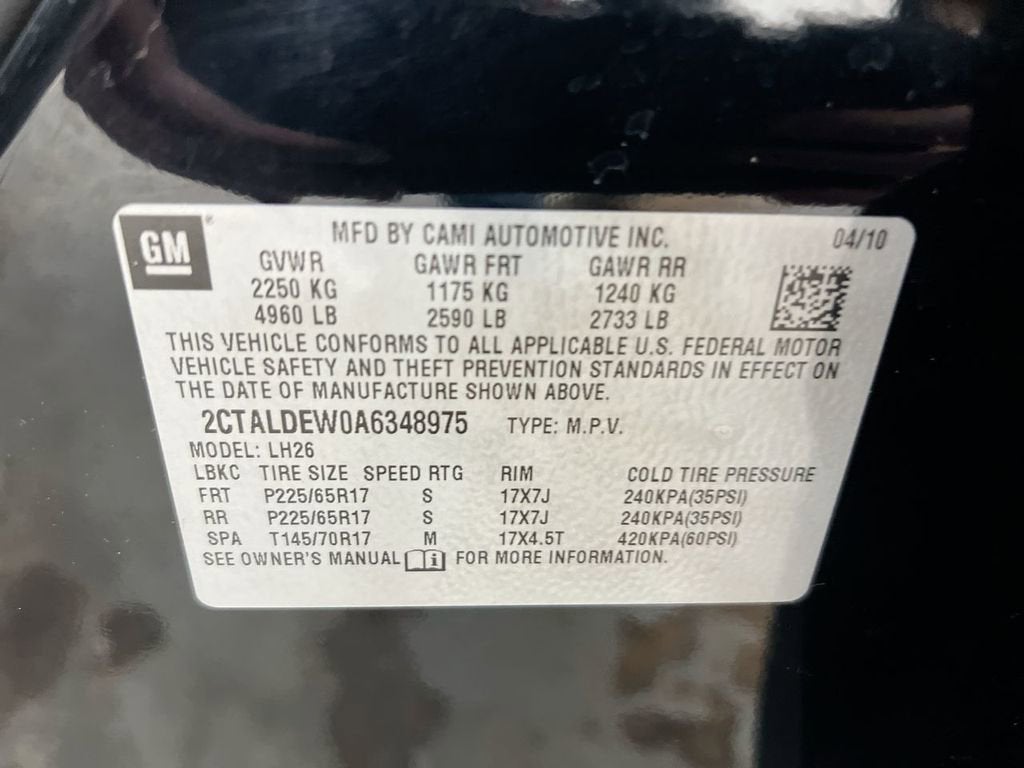 GM ®
MFD BY CAMI AUTOMOTIVE INC. 04/10
GVWR GAWR FRT GAWR RR
2250 KG 1175 KG 1240 KG
4960 LB 2590 LB 2733 LB
THIS VEHICLE CONFORMS TO ALL APPLICABLE U.S. FEDERAL MOTOR
VEHICLE SAFETY AND THEFT PREVENTION STANDARDS IN EFFECT ON
THE DATE OF MANUFACTURE SHOWN ABOVE.
2CTALDEW0A6348975 TYPE: M.P.V.
MODEL: LH26
LBKC TIRE SIZE SPEED RTG RIM COLD TIRE PRESSURE
FRT P225/65R17 S 17X7J 240KPA(35PSI)
RR P225/65R17 S 17X7J 240KPA(35PSI)
SPA T145/70R17 M 17X4.5T 420KPA(60PSI)
SEE OWNER'S MANUAL i FOR MORE INFORMATION.